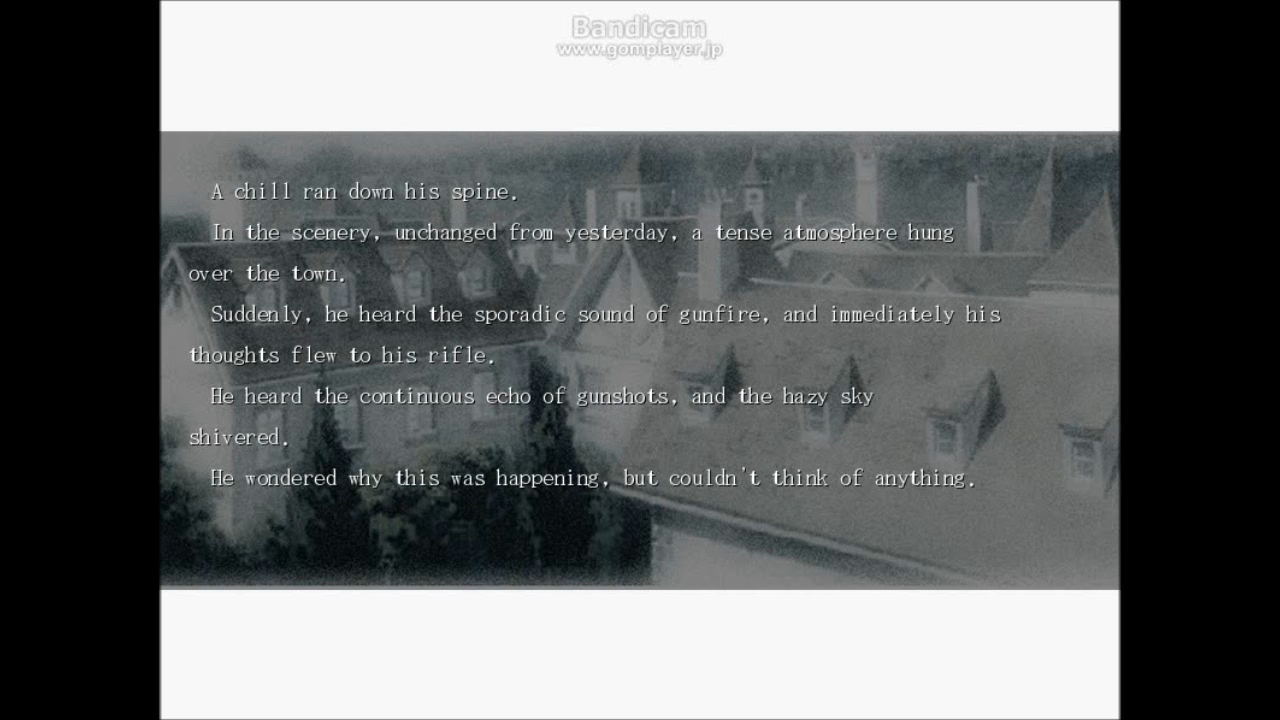 Bandicam
www.gomplayer.jp
A chill ran down his spine.
In the scenery, unchanged from yesterday, a tense atmosphere hung
over the town.
Suddenly, he heard the sporadic sound of gunfire, and immediately his
thoughts flew to his rifle.
He heard the continuous echo of gunshots, and the hazy sky
shivered.
He wondered why this was happening, but couldn't think of anything.